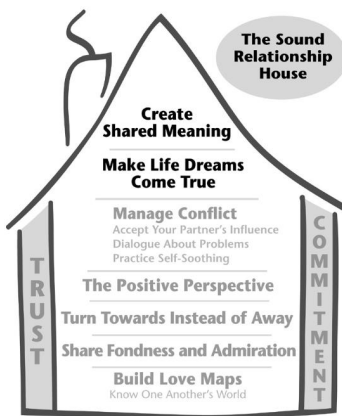 The Sound
Relationship
House
Create
Shared Meaning
Make Life Dreams
Come True
Manage Conflict
Accept Your Partner's Influence
Dialogue About Problems
Practice Self-Soothing
The Positive Perspective
Turn Towards Instead of Away
Share Fondness and Admiration
Build Love Maps
Know One Another's World
TRUST
COMMITMENT